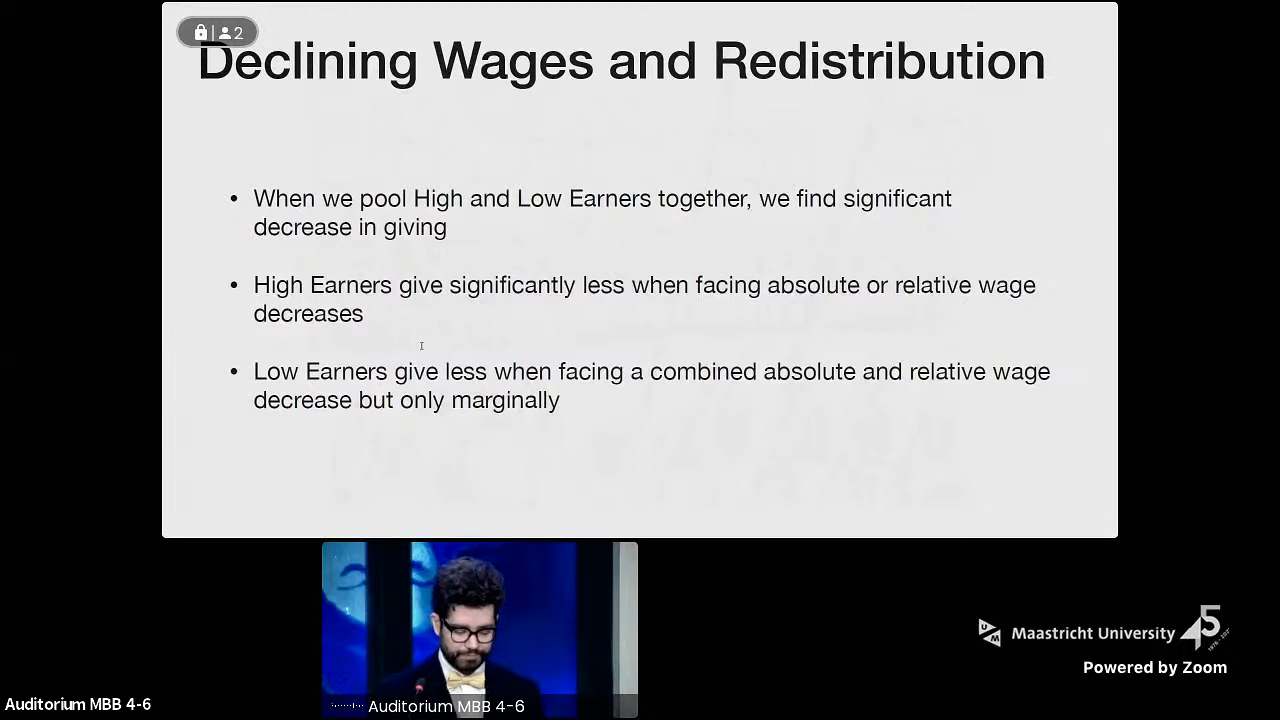 2
Declining Wages and Redistribution
• When we pool High and Low Earners together, we find significant
decrease in giving
• High Earners give significantly less when facing absolute or relative wage
decreases
• Low Earners give less when facing a combined absolute and relative wage
decrease but only marginally
UM Maastricht University 45
Powered by Zoom
Auditorium MBB 4-6
Auditorium MBB 4-6